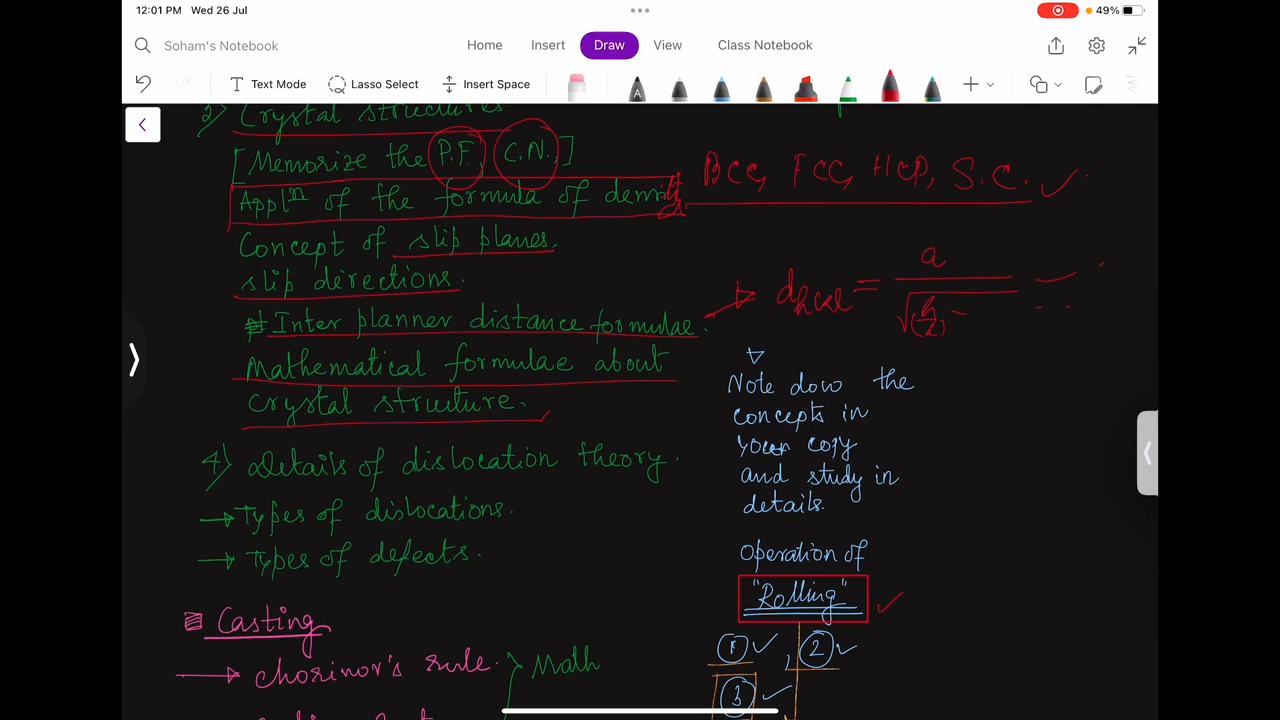 12:01 PM Wed 26 Jul
49%
Soham's Notebook
Home Insert Draw View Class Notebook
Text Mode Lasso Select Insert Space
A
Crystal structures
[Memorize the P.F., C.N.,]
Applⁿ of the formula of density
BCC, FCC, HCP, S.C.
Concept of slip planes.
slip directions.
Inter planner distance formulae.
dhkl = a
Mathematical formulae about
crystal structure.
4) Details of dislocation theory.
→ Types of dislocations.
→ Types of defects.
Note down the
concepts in
your copy
and study in
details.
Operation of
"Rolling"
1, 2
3
Casting
→ Chorinor's rule. Math